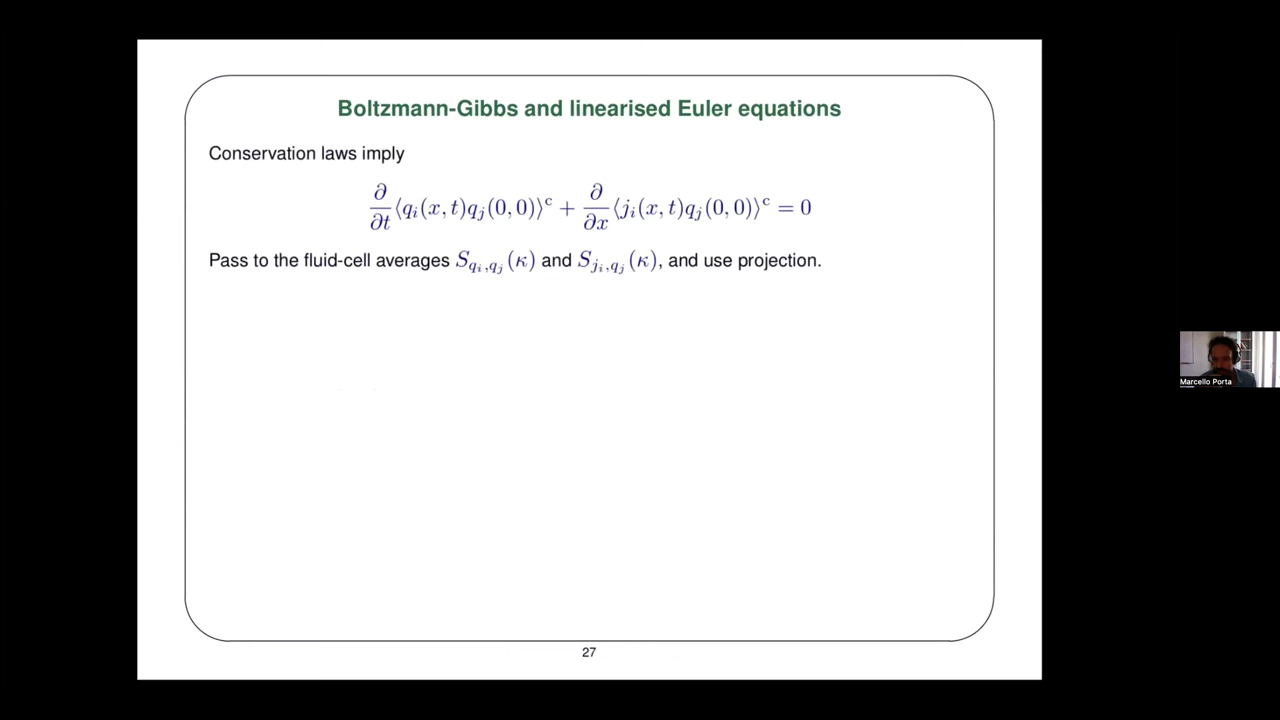 Boltzmann-Gibbs and linearised Euler equations
Conservation laws imply
∂/∂t ⟨q_i(x,t)q_j(0,0)⟩^c + ∂/∂x ⟨j_i(x,t)q_j(0,0)⟩^c = 0
Pass to the fluid-cell averages S_{q_i,q_j}(κ) and S_{j_i,q_j}(κ), and use projection.
Marcello Porta
27